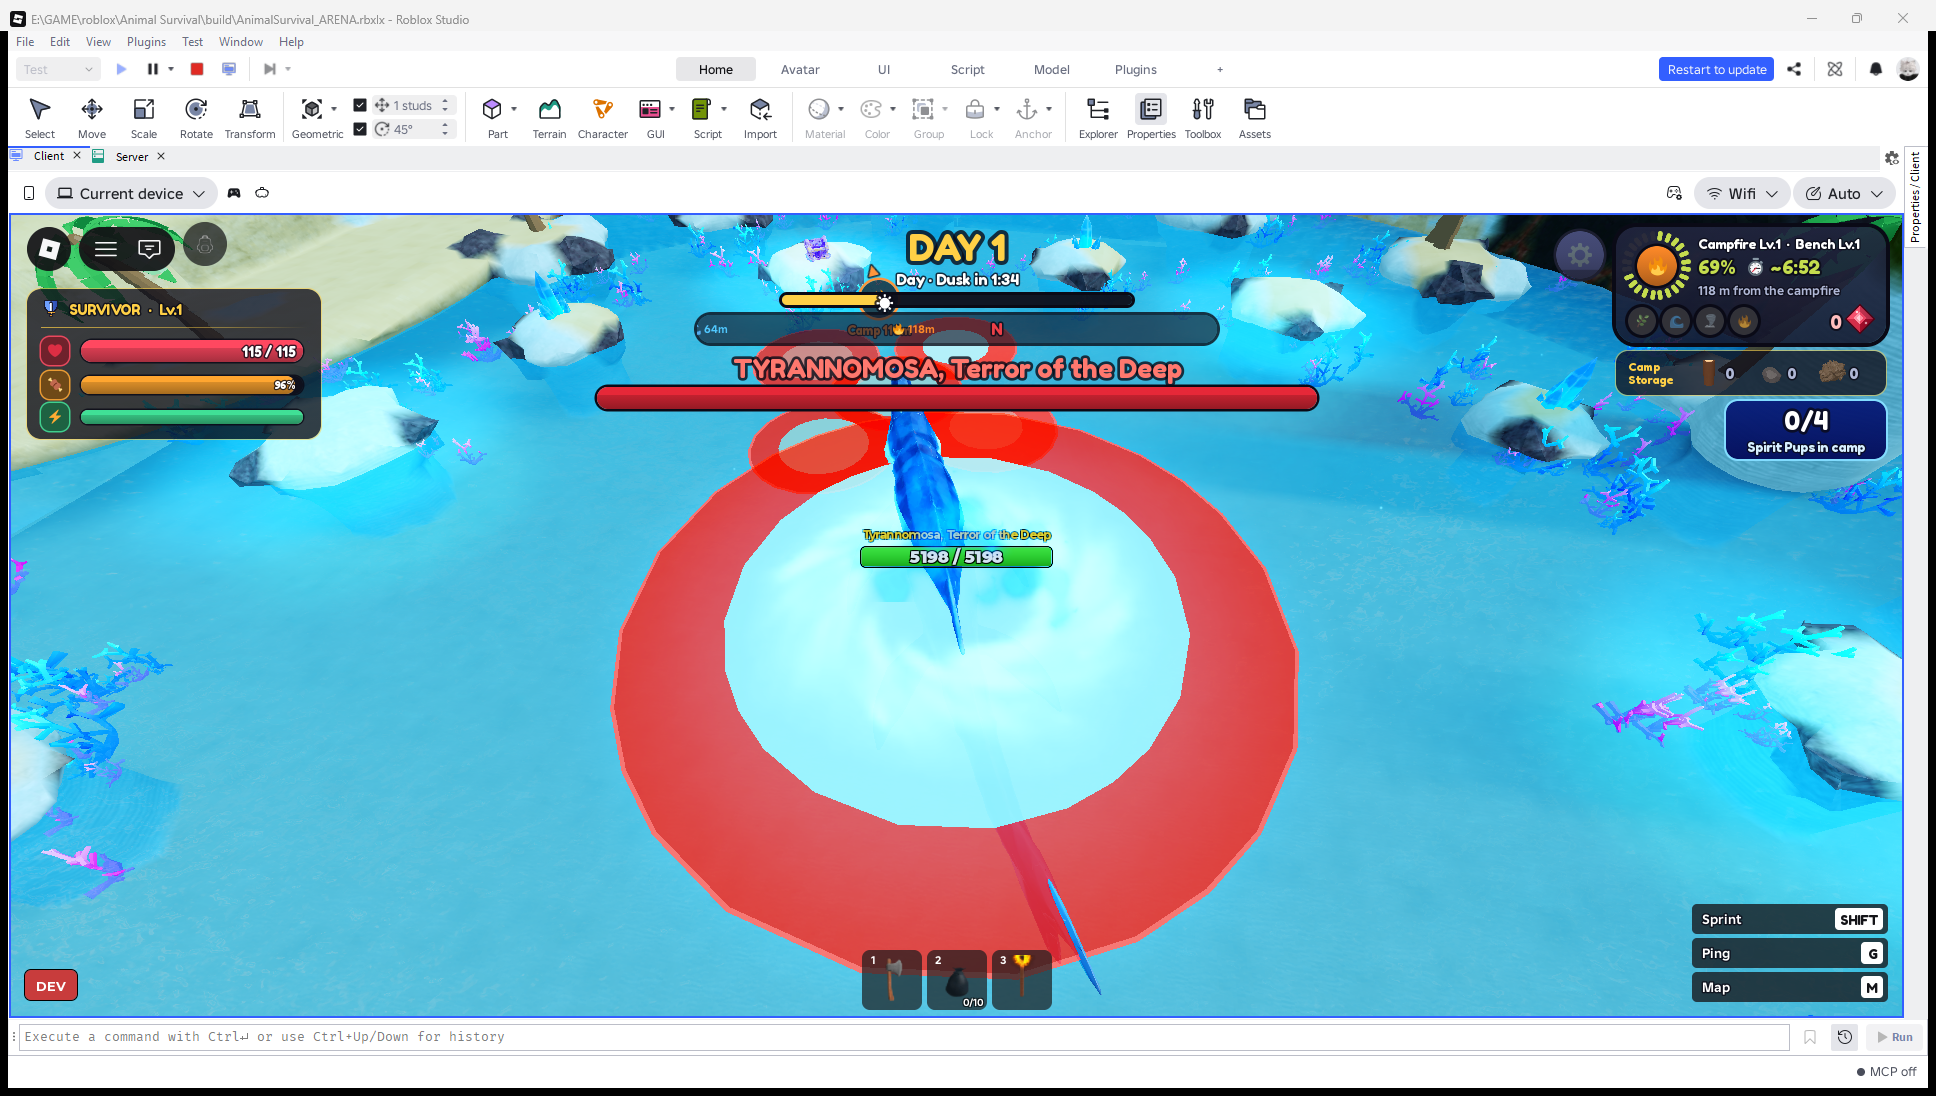 E:\GAME\roblox\Animal Survival\build\AnimalSurvival_ARENA.rbxlx - Roblox Studio
File Edit View Plugins Test Window Help
Test
Home Avatar UI Script Model Plugins +
Restart to update
1 studs
45°
Select Move Scale Rotate Transform Geometric Part Terrain Character GUI Script Import Material Color Group Lock Anchor Explorer Properties Toolbox Assets
Client Server
Properties / Client
Current device
Wifi Auto
DAY 1
Day · Dusk in 1:34
64m
118m
N
TYRANNOMOSA, Terror of the Deep
SURVIVOR · Lv.1
115 / 115
96%
Campfire Lv.1 · Bench Lv.1
69% ~6:52
118 m from the campfire
0
Camp
Storage
0 0 0
0/4
Spirit Pups in camp
Tyrannomosa, Terror of the Deep
5198 / 5198
Sprint SHIFT
Ping G
Map M
DEV
1 2 3
0/10
Execute a command with Ctrl↵ or use Ctrl+Up/Down for history
Run
MCP off